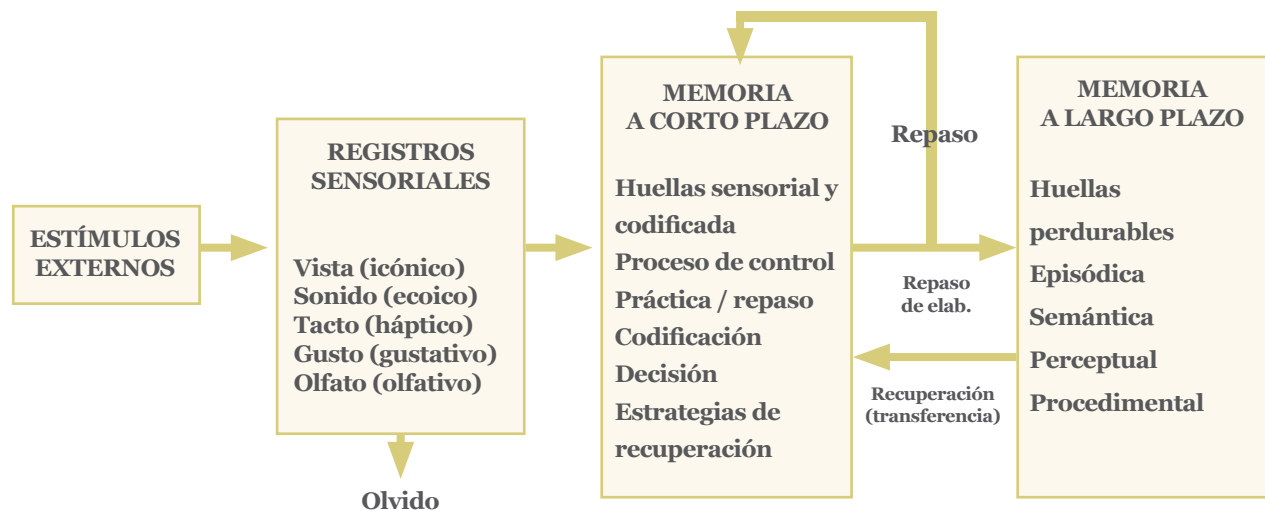 ESTÍMULOS
EXTERNOS
REGISTROS
SENSORIALES
Vista (icónico)
Sonido (ecoico)
Tacto (háptico)
Gusto (gustativo)
Olfato (olfativo)
Olvido
MEMORIA
A CORTO PLAZO
Huellas sensorial y
codificada
Proceso de control
Práctica / repaso
Codificación
Decisión
Estrategias de
recuperación
Repaso
Repaso
de elab.
Recuperación
(transferencia)
MEMORIA
A LARGO PLAZO
Huellas
perdurables
Episódica
Semántica
Perceptual
Procedimental